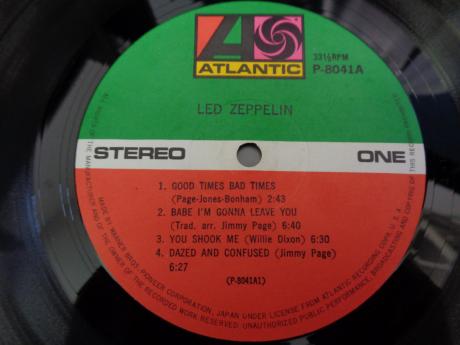 ATLANTIC
33⅓RPM
P-8041A
LED ZEPPELIN
STEREO
ONE
1. GOOD TIMES BAD TIMES
(Page-Jones-Bonham) 2:43
2. BABE I'M GONNA LEAVE YOU
(Trad. arr. Jimmy Page) 6:40
3. YOU SHOOK ME (Willie Dixon) 6:30
4. DAZED AND CONFUSED (Jimmy Page)
6:27
(P-8041A1)
ALL RIGHTS OF THE MANUFACTURER AND OF THE OWNER OF THE RECORDED WORK RESERVED. UNAUTHORIZED PUBLIC PERFORMANCE, BROADCASTING AND COPYING OF THIS RECORD
MADE BY WARNER BROS. PIONEER CORPORATION, JAPAN UNDER LICENSE FROM ATLANTIC RECORDING CORP., U.S.A.